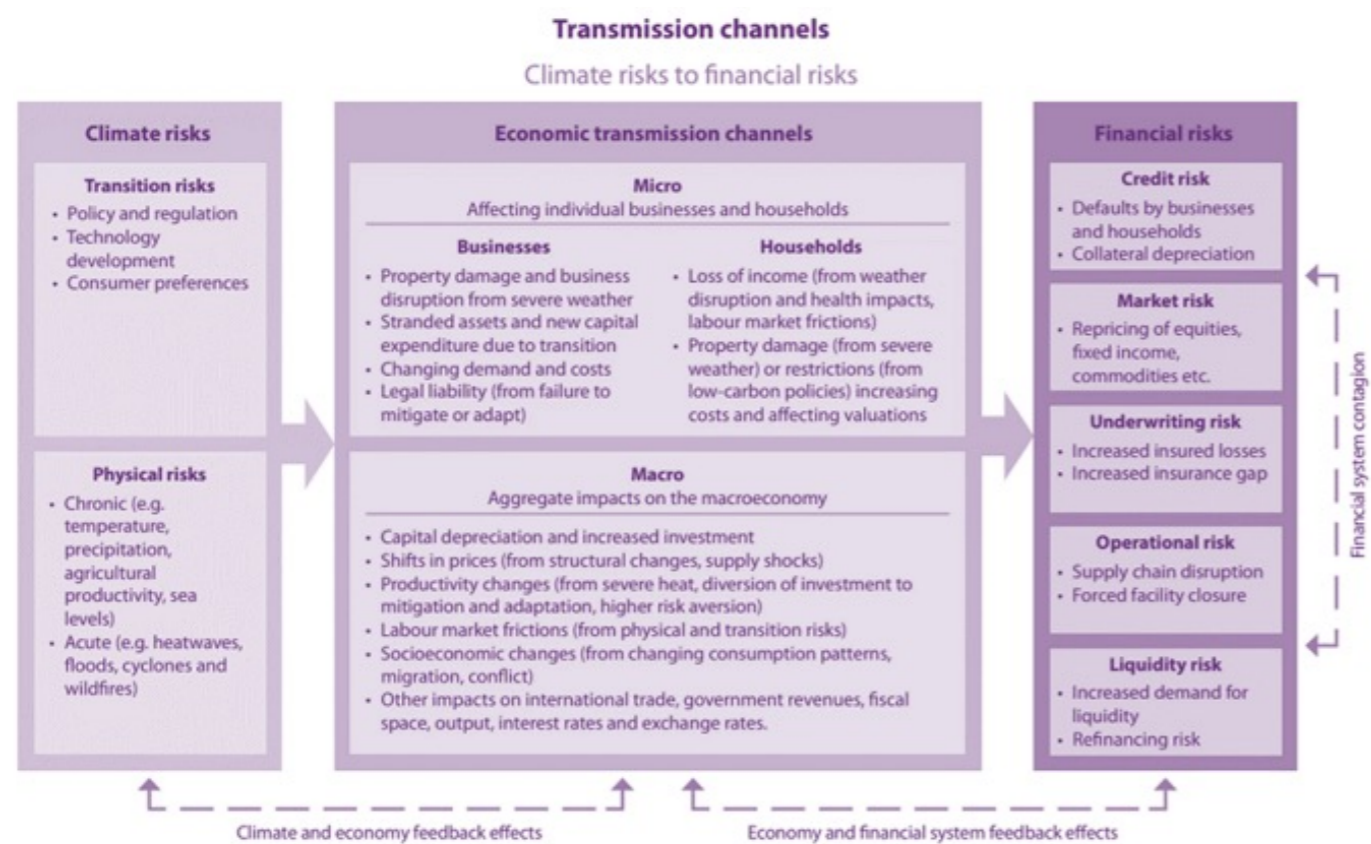 Transmission channels
Climate risks to financial risks
Climate risks
Transition risks
• Policy and regulation
• Technology
development
• Consumer preferences
Physical risks
• Chronic (e.g.
temperature,
precipitation,
agricultural
productivity, sea
levels)
• Acute (e.g. heatwaves,
floods, cyclones and
wildfires)
Economic transmission channels
Micro
Affecting individual businesses and households
Businesses
• Property damage and business
disruption from severe weather
• Stranded assets and new capital
expenditure due to transition
• Changing demand and costs
• Legal liability (from failure to
mitigate or adapt)
Households
• Loss of income (from weather
disruption and health impacts,
labour market frictions)
• Property damage (from severe
weather) or restrictions (from
low-carbon policies) increasing
costs and affecting valuations
Macro
Aggregate impacts on the macroeconomy
• Capital depreciation and increased investment
• Shifts in prices (from structural changes, supply shocks)
• Productivity changes (from severe heat, diversion of investment to
mitigation and adaptation, higher risk aversion)
• Labour market frictions (from physical and transition risks)
• Socioeconomic changes (from changing consumption patterns,
migration, conflict)
• Other impacts on international trade, government revenues, fiscal
space, output, interest rates and exchange rates.
Financial risks
Credit risk
• Defaults by businesses
and households
• Collateral depreciation
Market risk
• Repricing of equities,
fixed income,
commodities etc.
Underwriting risk
• Increased insured losses
• Increased insurance gap
Operational risk
• Supply chain disruption
• Forced facility closure
Liquidity risk
• Increased demand for
liquidity
• Refinancing risk
Financial system contagion
Climate and economy feedback effects
Economy and financial system feedback effects